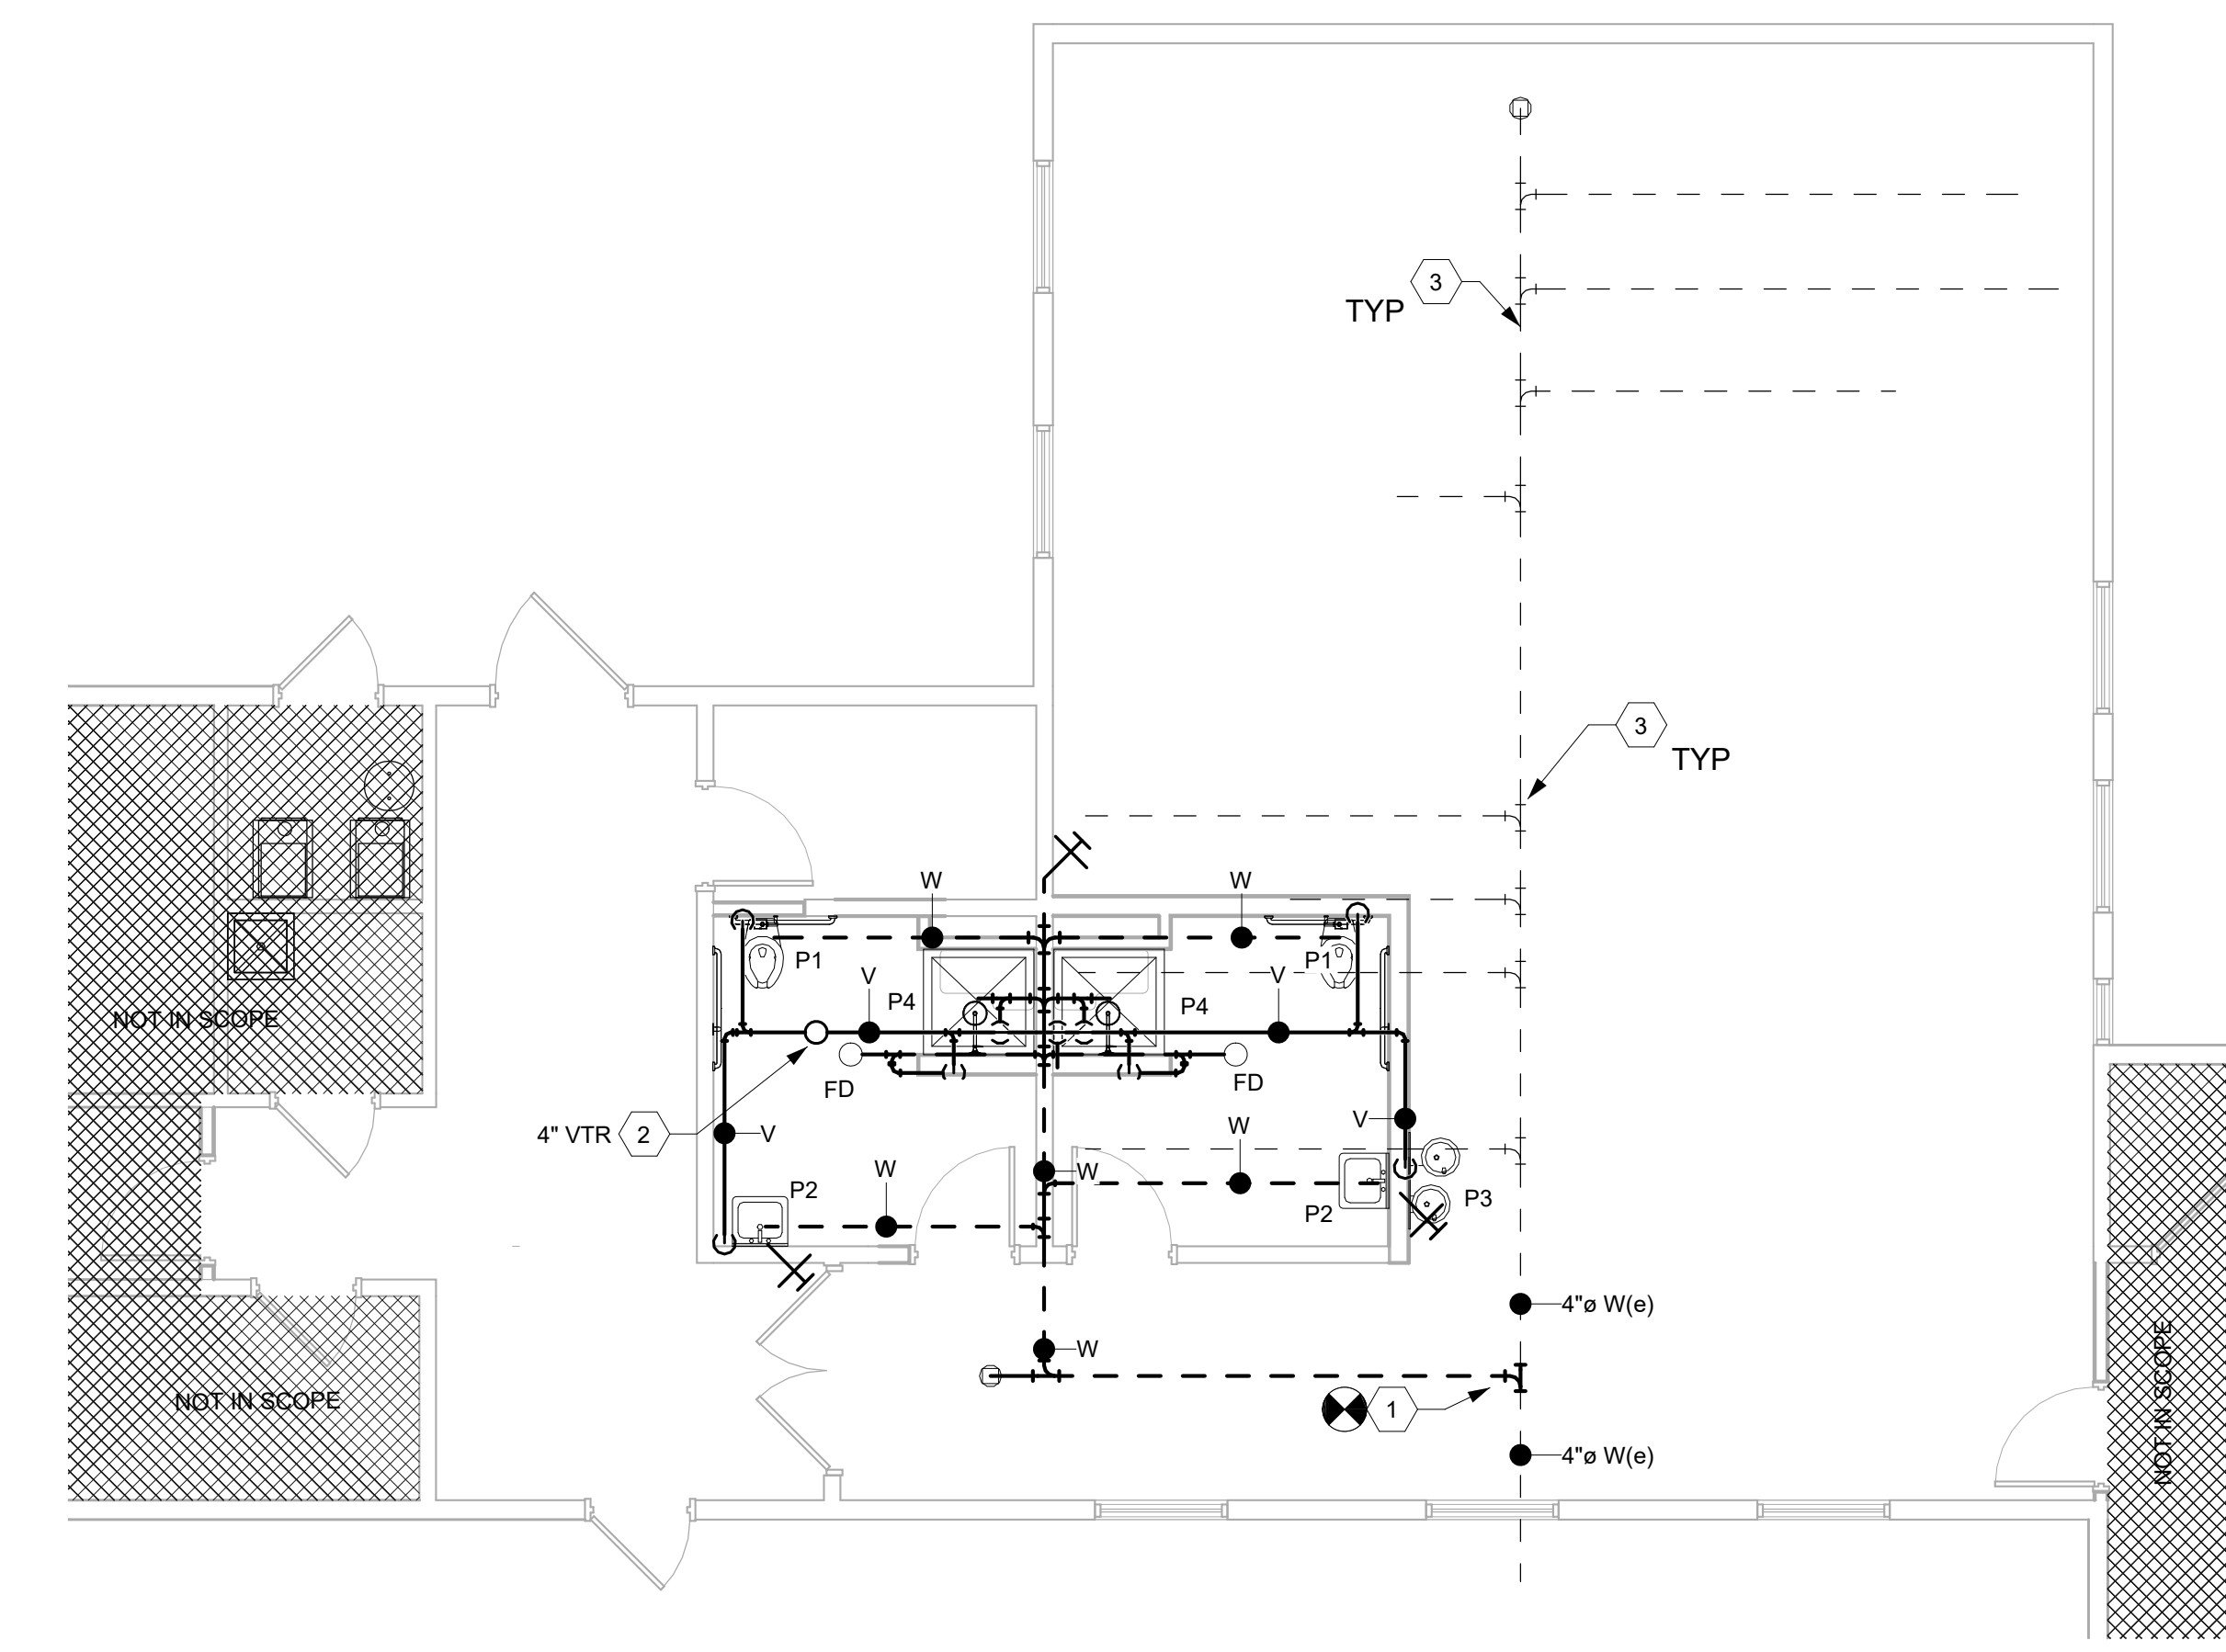 3
TYP
3
TYP
W
W
P1
P1
V
V
P4
P4
NOT IN SCOPE
FD
FD
V
W
4" VTR
2
V
W
W
P2
P3
P2
4"ø W(e)
W
NOT IN SCOPE
NOT IN SCOPE
1
4"ø W(e)